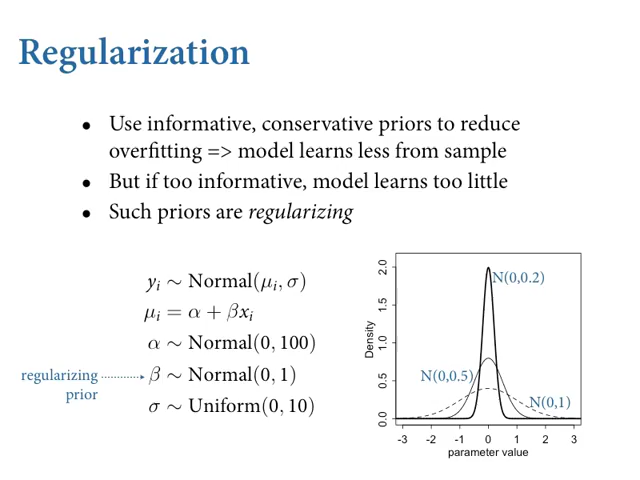 Regularization
• Use informative, conservative priors to reduce
overfitting => model learns less from sample
• But if too informative, model learns too little
• Such priors are regularizing
yᵢ ~ Normal(μᵢ, σ)
μᵢ = α + βxᵢ
α ~ Normal(0, 100)
regularizing prior
β ~ Normal(0, 1)
σ ~ Uniform(0, 10)
Density
0.0 0.5 1.0 1.5 2.0
N(0,0.2)
N(0,0.5)
N(0,1)
-3 -2 -1 0 1 2 3
parameter value